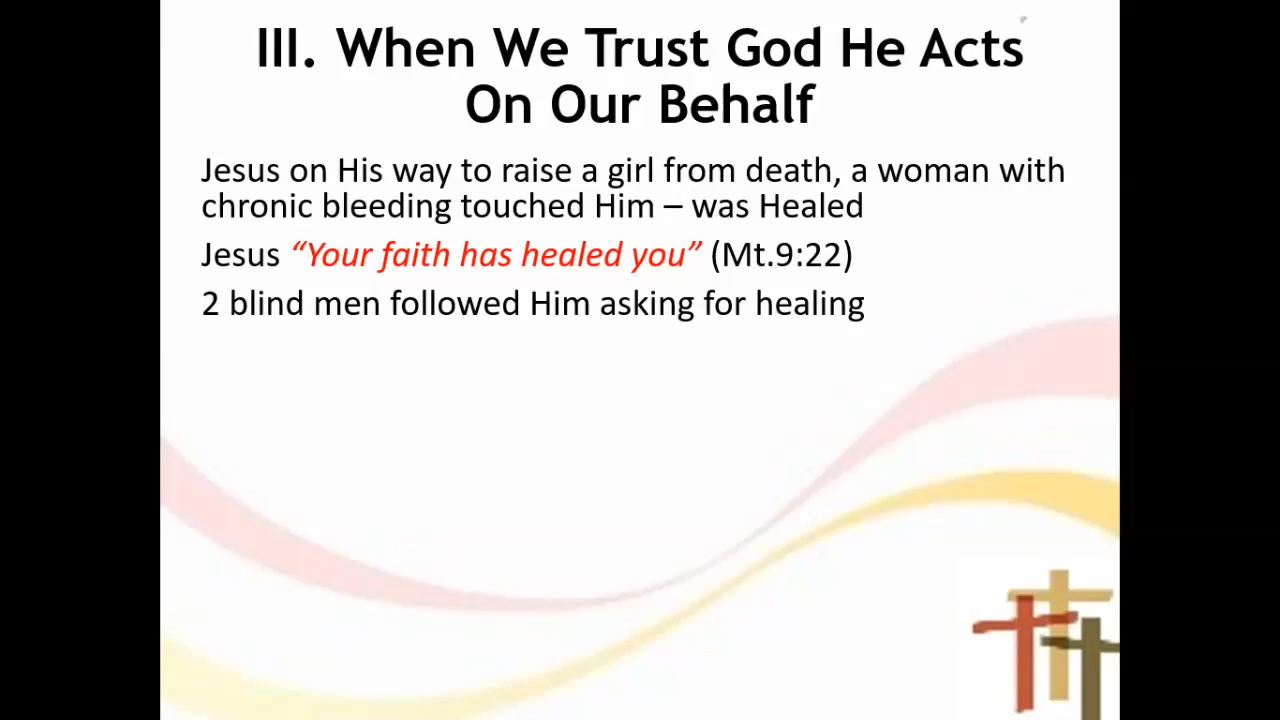 III. When We Trust God He Acts
On Our Behalf
Jesus on His way to raise a girl from death, a woman with
chronic bleeding touched Him – was Healed
Jesus “Your faith has healed you” (Mt.9:22)
2 blind men followed Him asking for healing